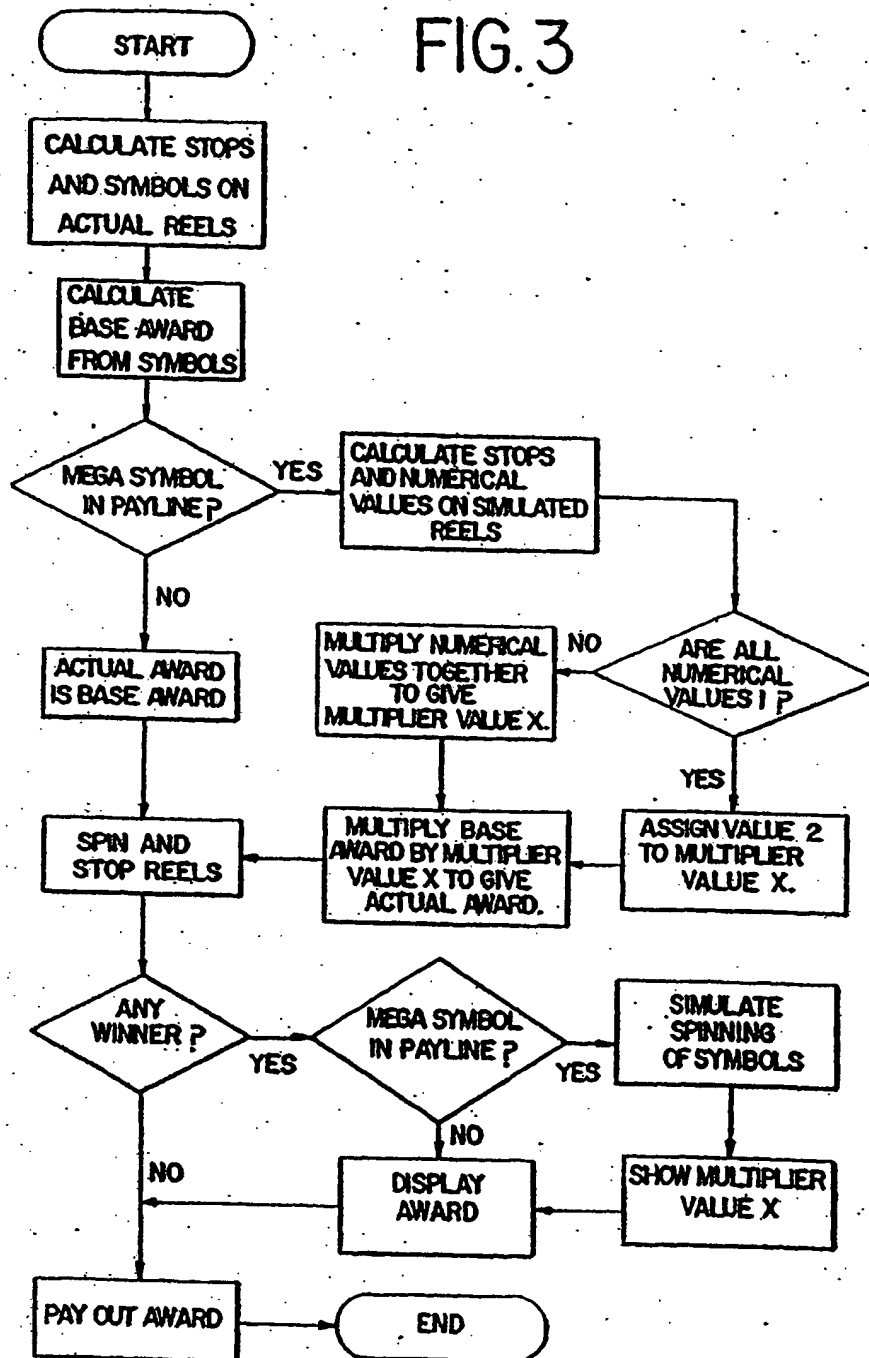 FIG. 3
START
CALCULATE STOPS
AND SYMBOLS ON
ACTUAL REELS
CALCULATE
BASE AWARD
FROM SYMBOLS
MEGA SYMBOL
IN PAYLINE?
YES
CALCULATE STOPS
AND NUMERICAL
VALUES ON SIMULATED
REELS
NO
ARE ALL
NUMERICAL
VALUES 1 ?
NO
MULTIPLY NUMERICAL
VALUES TOGETHER
TO GIVE
MULTIPLIER VALUE X.
YES
ACTUAL AWARD
IS BASE AWARD
SPIN AND
STOP REELS
MULTIPLY BASE
AWARD BY MULTIPLIER
VALUE X TO GIVE
ACTUAL AWARD.
ASSIGN VALUE 2
TO MULTIPLIER
VALUE X.
ANY
WINNER ?
YES
MEGA SYMBOL
IN PAYLINE ?
YES
SIMULATE
SPINNING
OF SYMBOLS
NO
NO
DISPLAY
AWARD
SHOW MULTIPLIER
VALUE X
PAY OUT AWARD
END